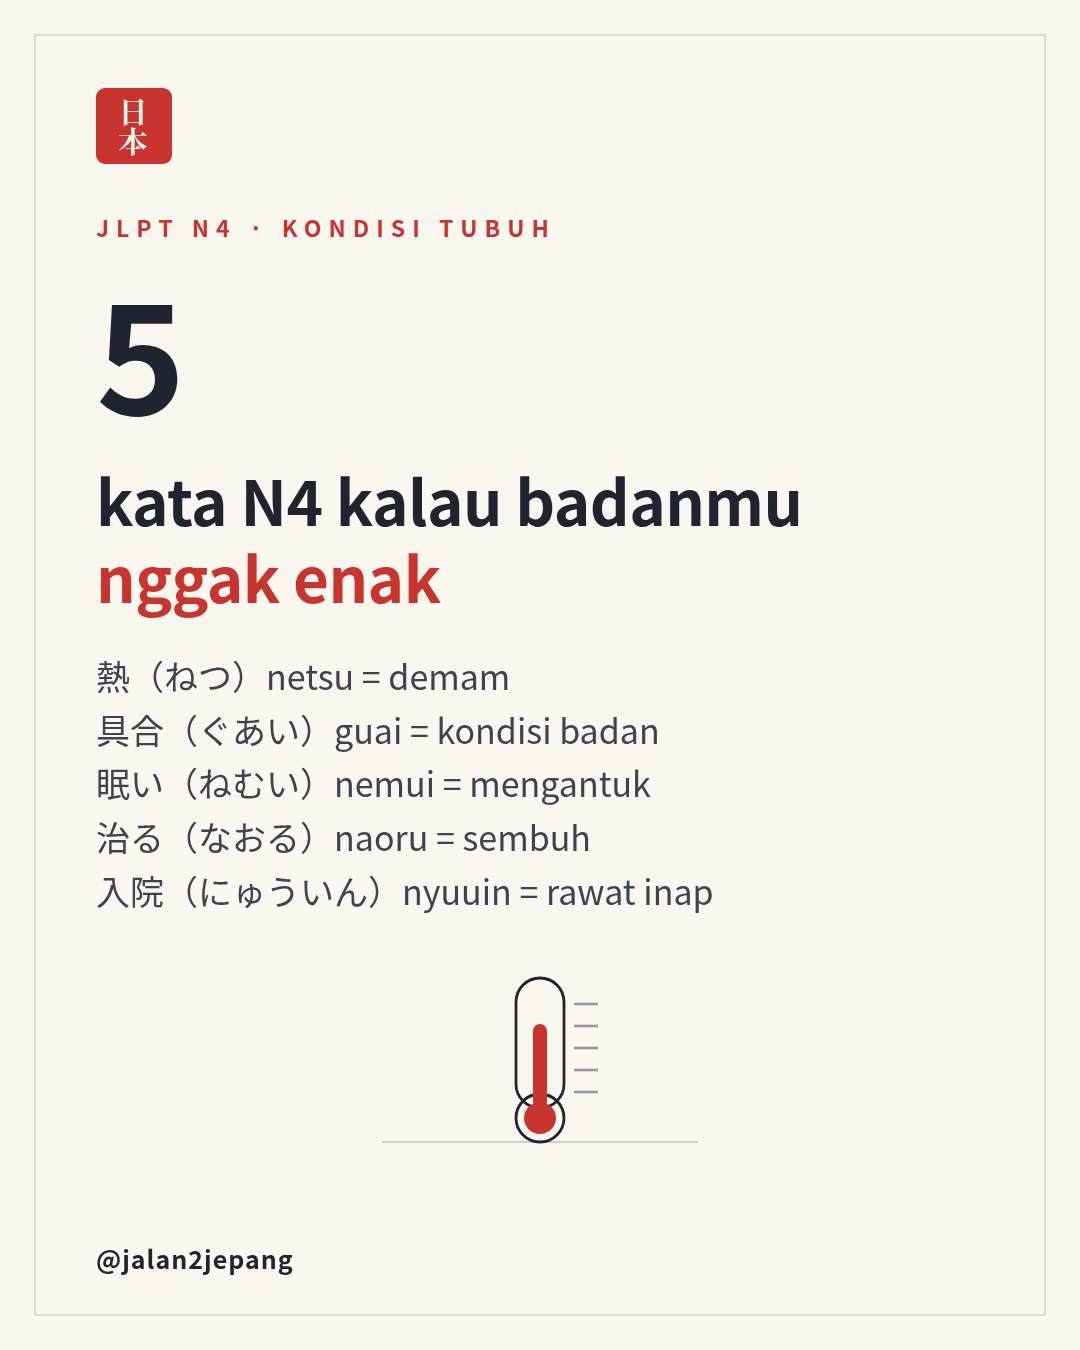 日
本
JLPT N4 · KONDISI TUBUH
5
kata N4 kalau badanmu
nggak enak
熱（ねつ）netsu = demam
具合（ぐあい）guai = kondisi badan
眠い（ねむい）nemui = mengantuk
治る（なおる）naoru = sembuh
入院（にゅういん）nyuuin = rawat inap
@jalan2jepang